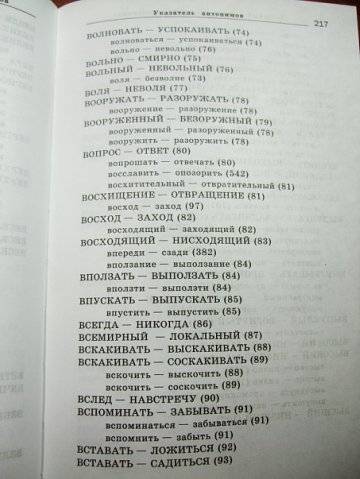 Указатель антонимов
217
ВОЛНОВАТЬ — УСПОКАИВАТЬ (74)
волноваться — успокаиваться (74)
вольно — невольно (76)
ВОЛЬНО — СМИРНО (75)
ВОЛЬНЫЙ — НЕВОЛЬНЫЙ (76)
воля — безволие (73)
ВОЛЯ — НЕВОЛЯ (77)
ВООРУЖАТЬ — РАЗОРУЖАТЬ (78)
вооружение — разоружение (78)
ВООРУЖЕННЫЙ — БЕЗОРУЖНЫЙ (79)
вооруженный — разоруженный (78)
вооружить — разоружить (78)
ВОПРОС — ОТВЕТ (80)
вопрошать — отвечать (80)
восславить — опозорить (542)
восхитительный — отвратительный (81)
ВОСХИЩЕНИЕ — ОТВРАЩЕНИЕ (81)
восход — закат (97)
ВОСХОД — ЗАХОД (82)
восходящий — заходящий (82)
ВОСХОДЯЩИЙ — НИСХОДЯЩИЙ (83)
впереди — сзади (382)
вползание — выползание (84)
ВПОЛЗАТЬ — ВЫПОЛЗАТЬ (84)
вползти — выползти (84)
ВПУСКАТЬ — ВЫПУСКАТЬ (85)
впустить — выпустить (85)
ВСЕГДА — НИКОГДА (86)
ВСЕМИРНЫЙ — ЛОКАЛЬНЫЙ (87)
ВСКАКИВАТЬ — ВЫСКАКИВАТЬ (88)
ВСКАКИВАТЬ — СОСКАКИВАТЬ (89)
вскочить — выскочить (88)
вскочить — соскочить (89)
ВСЛЕД — НАВСТРЕЧУ (90)
ВСПОМИНАТЬ — ЗАБЫВАТЬ (91)
вспоминаться — забываться (91)
вспомнить — забыть (91)
ВСТАВАТЬ — ЛОЖИТЬСЯ (92)
ВСТАВАТЬ — САДИТЬСЯ (93)